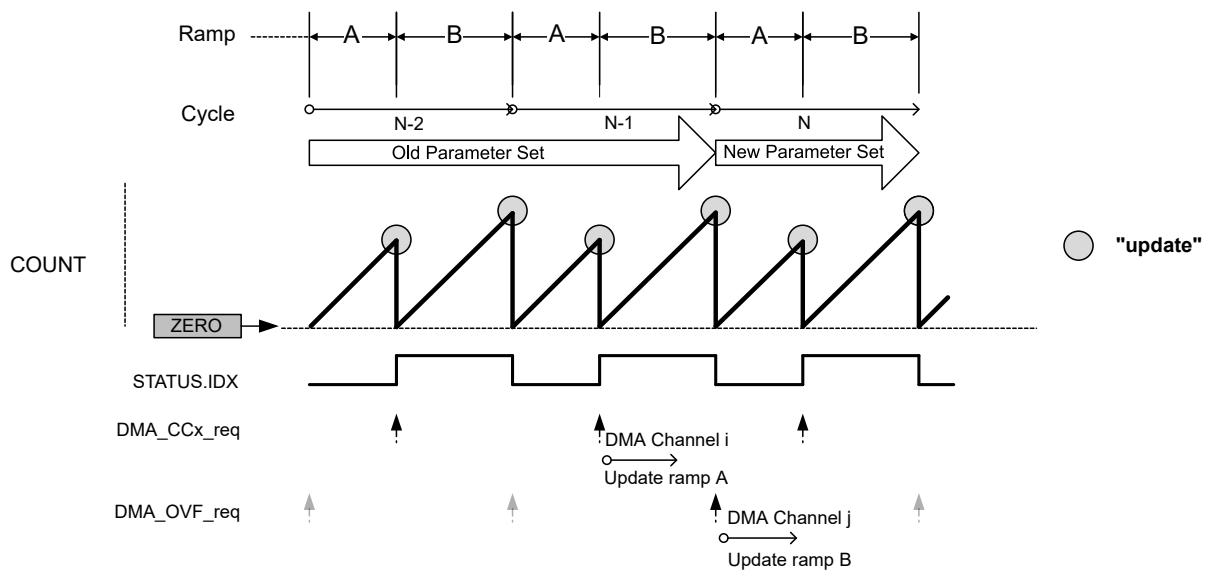 Ramp
A
B
A
B
A
B
Cycle
N-2
N-1
N
Old Parameter Set
New Parameter Set
"update"
COUNT
ZERO
STATUS.IDX
DMA_CCx_req
DMA Channel i
Update ramp A
DMA_OVF_req
DMA Channel j
Update ramp B